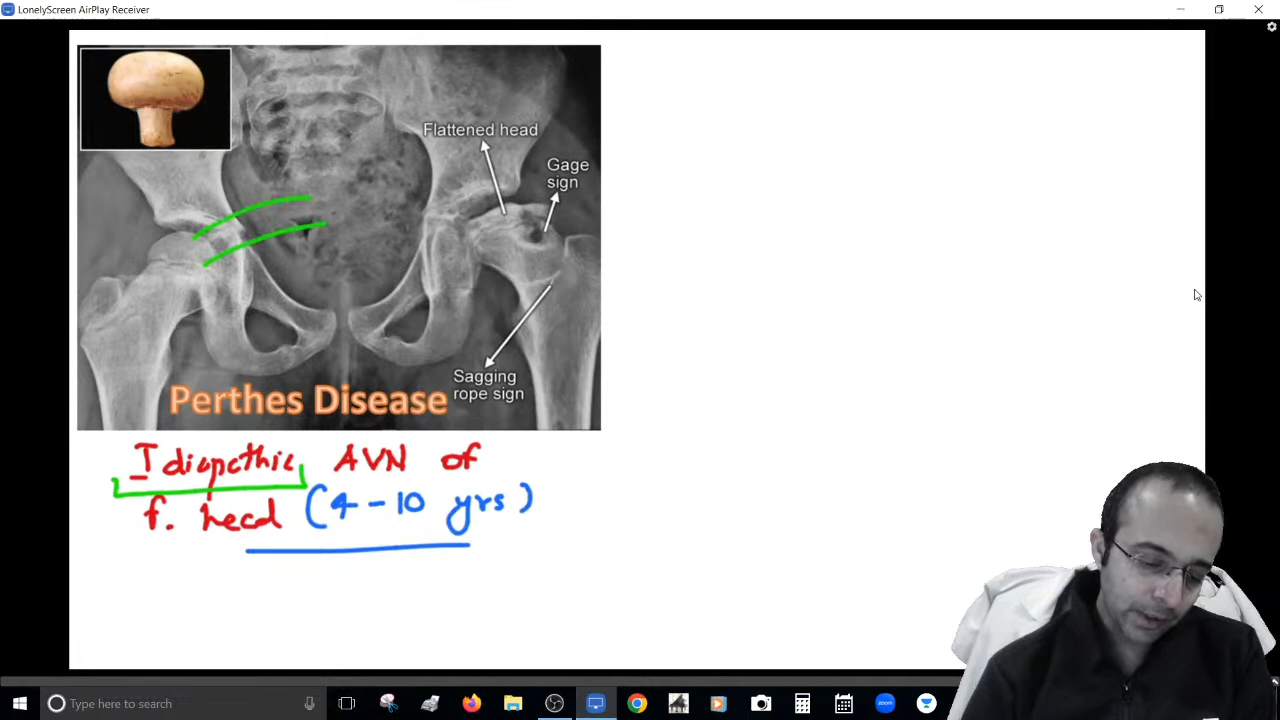 LonelyScreen AirPlay Receiver
Flattened head
Gage
sign
Sagging
rope sign
Perthes Disease
Idiopathic AVN of
f. head (4-10 yrs)
Type here to search
zoom